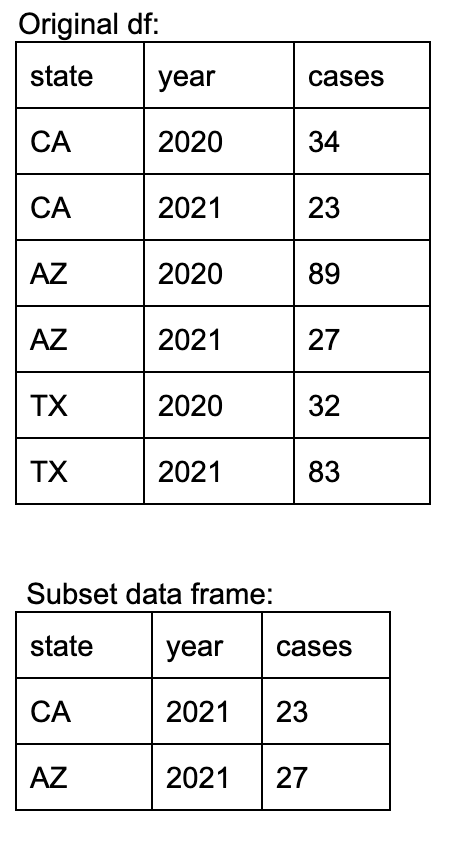 Original df:
state year cases
CA 2020 34
CA 2021 23
AZ 2020 89
AZ 2021 27
TX 2020 32
TX 2021 83
Subset data frame:
state year cases
CA 2021 23
AZ 2021 27